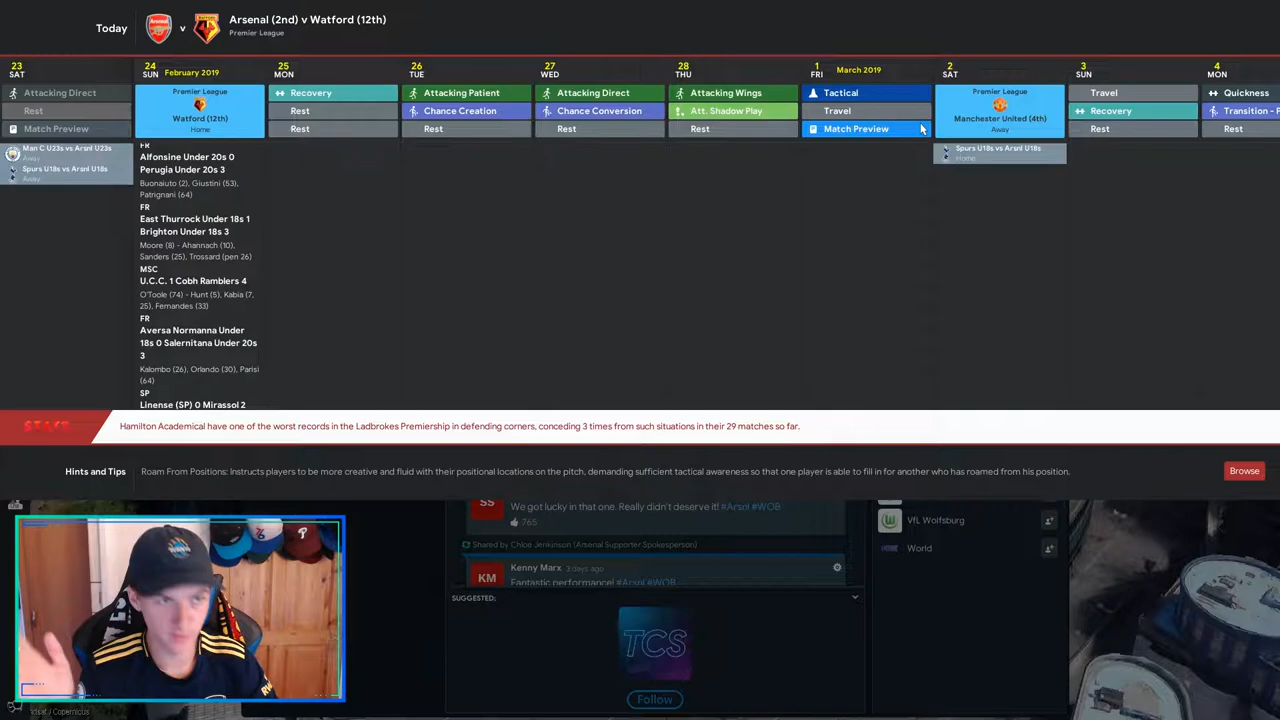 Today
v
Arsenal (2nd) v Watford (12th)
Premier League
23 SAT
24 SUN
February 2019
25 MON
26 TUE
27 WED
28 THU
1 FRI
March 2019
2 SAT
3 SUN
4 MON
Attacking Direct
Rest
Match Preview
Premier League
Watford (12th)
Home
Recovery
Rest
Rest
Attacking Patient
Chance Creation
Rest
Attacking Direct
Chance Conversion
Rest
Attacking Wings
Att. Shadow Play
Rest
Tactical
Travel
Match Preview
Premier League
Manchester United (4th)
Away
Travel
Recovery
Rest
Quickness
Transition - P
Rest
Man C U23s vs Arsnl U23s
Away
Spurs U18s vs Arsnl U18s
Away
Spurs U18s vs Arsnl U18s
Home
FR
Alfonsine Under 20s 0
Perugia Under 20s 3
Buonaiuto (2), Giustini (53),
Patrignani (64)
FR
East Thurrock Under 18s 1
Brighton Under 18s 3
Moore (8) - Ahannach (10),
Sanders (25), Trossard (pen 26)
MSC
U.C.C. 1 Cobh Ramblers 4
O'Toole (74) - Hunt (5), Kabia (7,
25), Fernandes (33)
FR
Aversa Normanna Under
18s 0 Salernitana Under 20s
3
Kalombo (26), Orlando (30), Parisi
(64)
SP
Linense (SP) 0 Mirassol 2
Hamilton Academical have one of the worst records in the Ladbrokes Premiership in defending corners, conceding 3 times from such situations in their 29 matches so far.
Hints and Tips
Roam From Positions: Instructs players to be more creative and fluid with their positional locations on the pitch, demanding sufficient tactical awareness so that one player is able to fill in for another who has roamed from his position.
Browse
SS
We got lucky in that one. Really didn't deserve it! #Arsnl #WOB
765
Shared by Chloe Jenkinson (Arsenal Supporter Spokesperson)
KM
Kenny Marx 3 days ago
Fantastic performance! #Arsnl #WOB
SUGGESTED:
TCS
Follow
VfL Wolfsburg
World